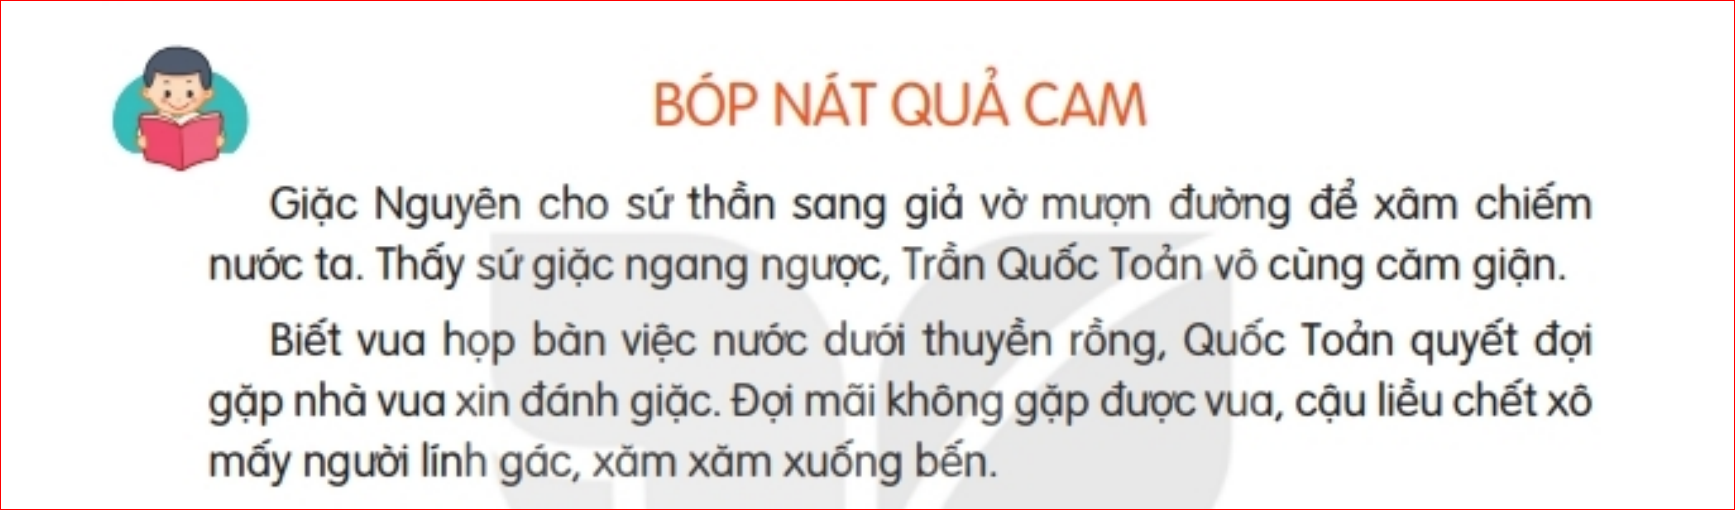 BÓP NÁT QUẢ CAM
Giặc Nguyên cho sứ thần sang giả vờ mượn đường để xâm chiếm
nước ta. Thấy sứ giặc ngang ngược, Trần Quốc Toản vô cùng căm giận.
Biết vua họp bàn việc nước dưới thuyền rồng, Quốc Toản quyết đợi
gặp nhà vua xin đánh giặc. Đợi mãi không gặp được vua, cậu liều chết xô
mấy người lính gác, xăm xăm xuống bến.